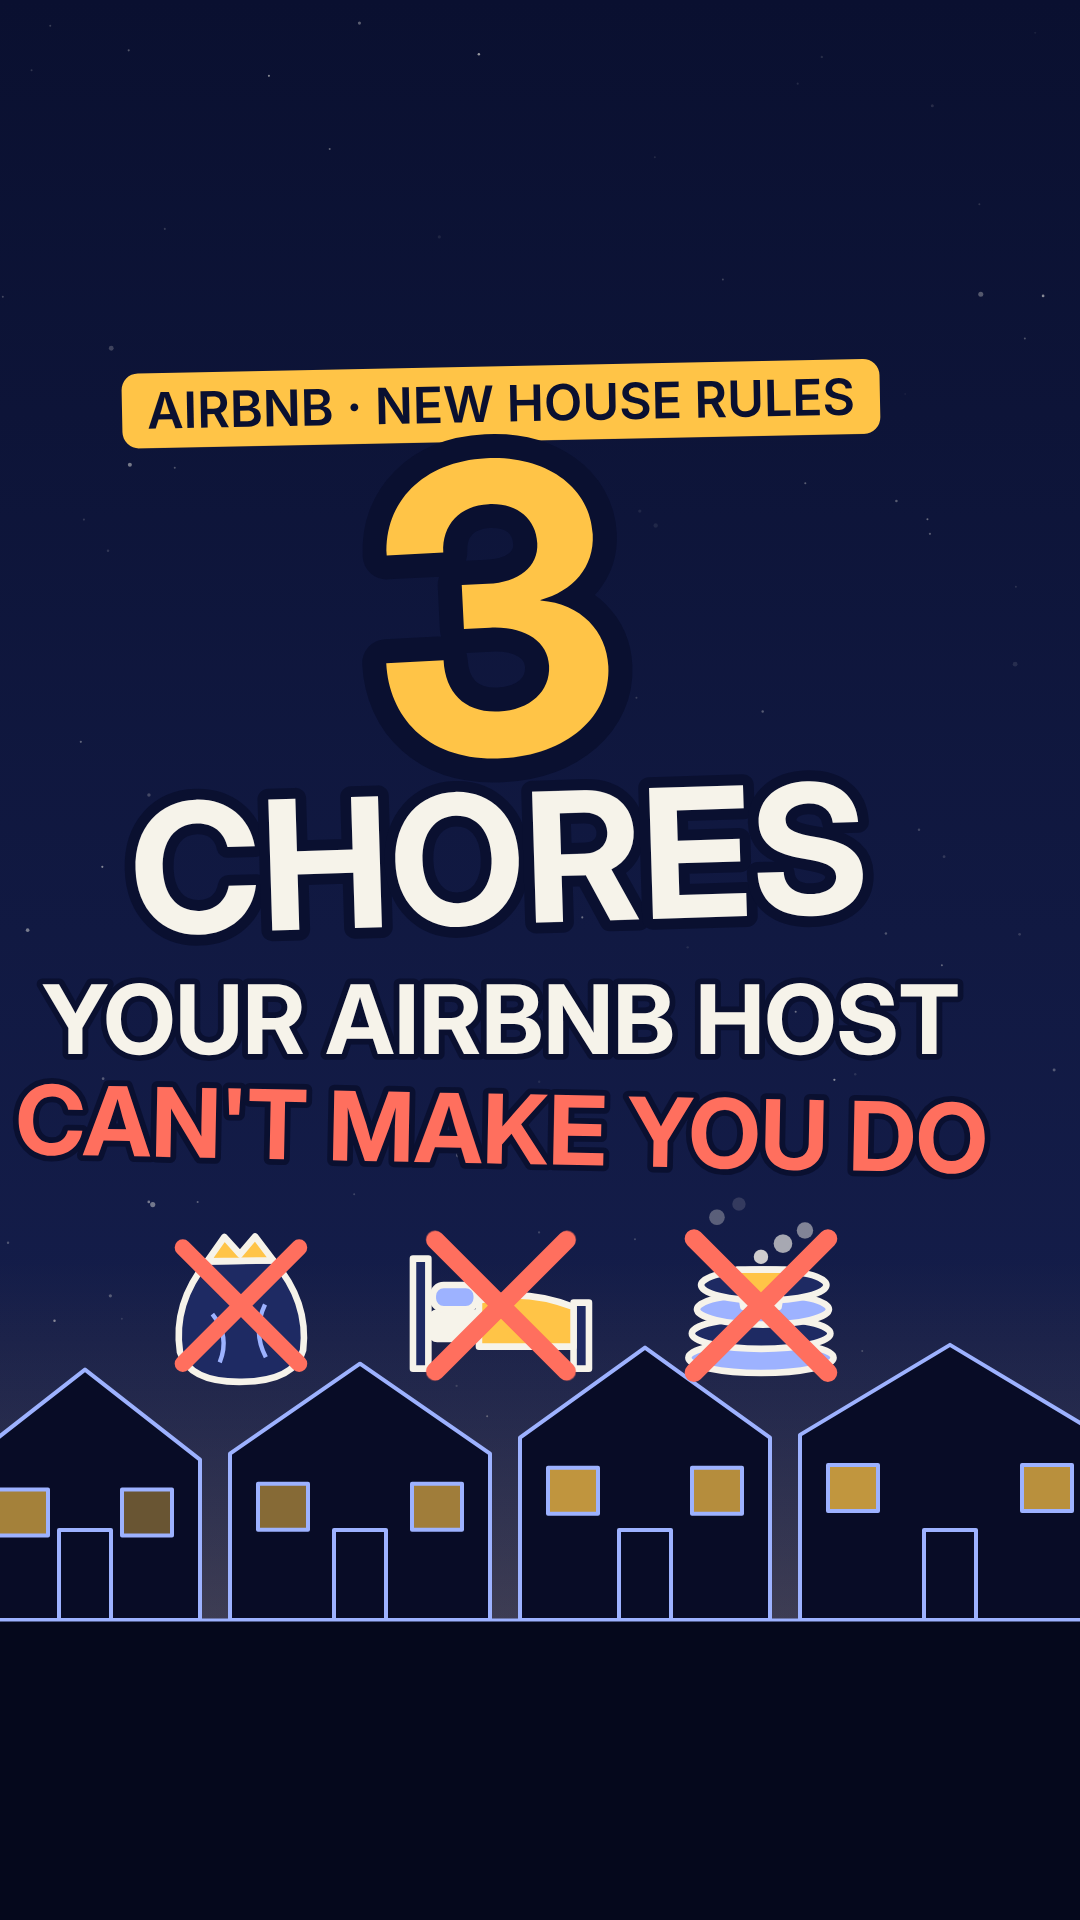 AIRBNB · NEW HOUSE RULES
3
CHORES
YOUR AIRBNB HOST
CAN'T MAKE YOU DO